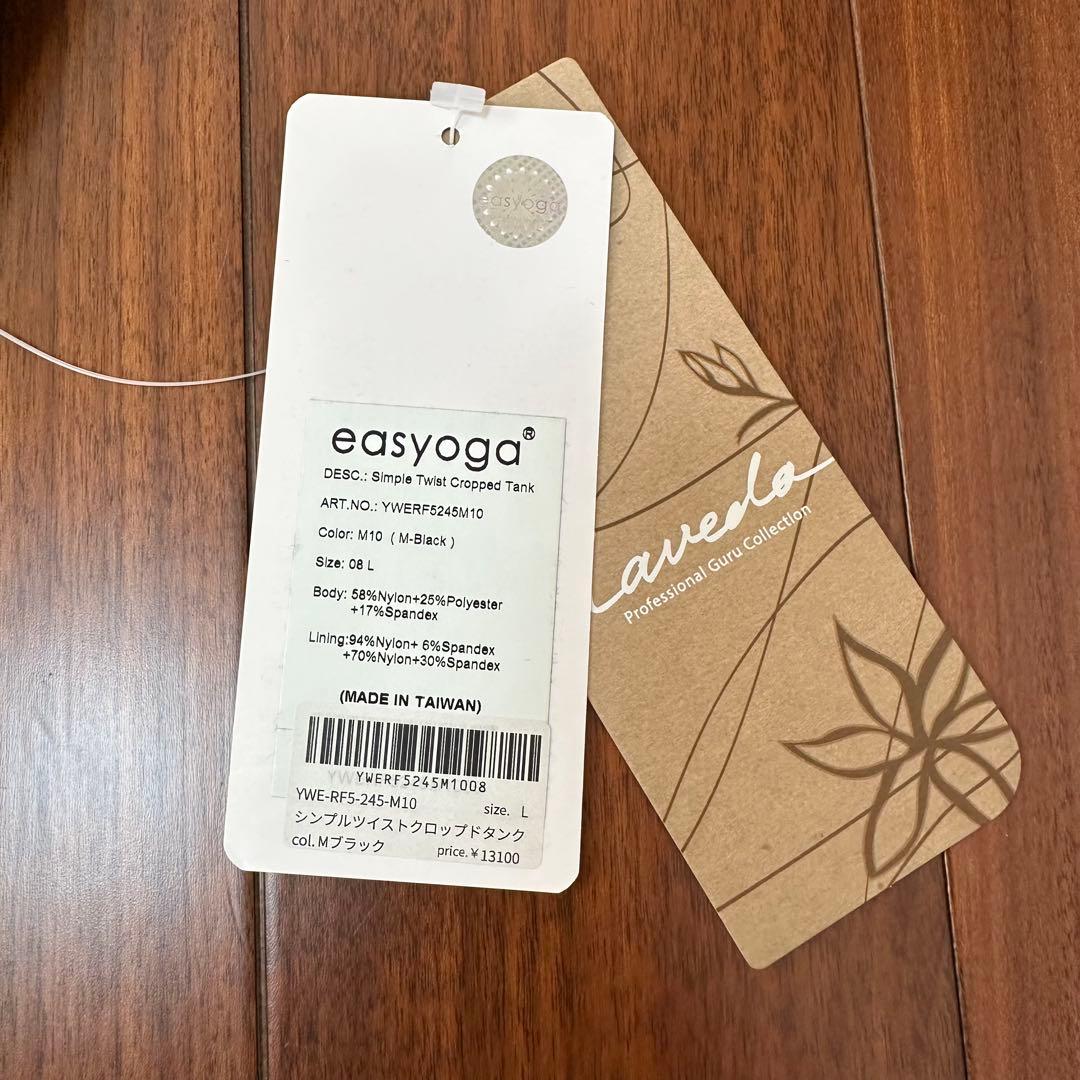 easyoga
easyoga®
DESC.: Simple Twist Cropped Tank
ART.NO.: YWERF5245M10
Color: M10 ( M-Black )
Size: 08 L
Body: 58%Nylon+25%Polyester
+17%Spandex
Lining:94%Nylon+ 6%Spandex
+70%Nylon+30%Spandex
(MADE IN TAIWAN)
YWERF5245M1008
YWE-RF5-245-M10 size. L
シンプルツイストクロップドタンク
col.Mブラック price.¥13100
Professional Guru Collection